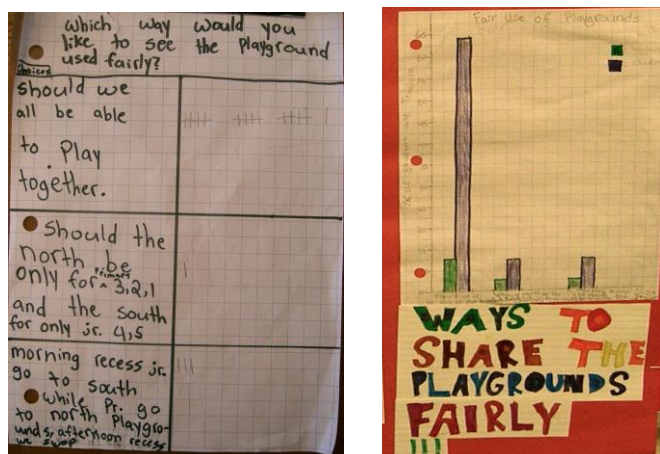 Which way would you
like to see the Playground
used fairly?
Choices
should we
all be able
to Play
together.
Should the
north be
only for Primary 3,2,1
and the south
for only jr. 4,5
morning recess jr.
go to south
while Pr. go
to north Playgro-
unds, afternoon recess
we swap
Fair Use of Playgrounds
WAYS TO
SHARE THE
PLAYGROUNDS
FAIRLY
!!!